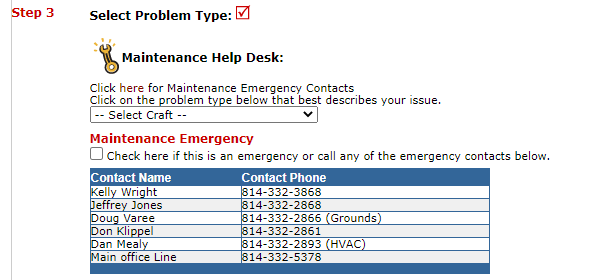 Step 3
Select Problem Type:
Maintenance Help Desk:
Click here for Maintenance Emergency Contacts
Click on the problem type below that best describes your issue.
-- Select Craft --
Maintenance Emergency
Check here if this is an emergency or call any of the emergency contacts below.
Contact Name Contact Phone
Kelly Wright 814-332-3868
Jeffrey Jones 814-332-2868
Doug Varee 814-332-2866 (Grounds)
Don Klippel 814-332-2861
Dan Mealy 814-332-2893 (HVAC)
Main office Line 814-332-5378